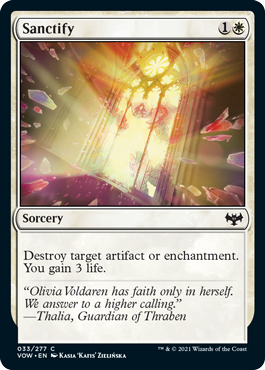 Sanctify 1
Sorcery
Destroy target artifact or enchantment.
You gain 3 life.
“Olivia Voldaren has faith only in herself.
We answer to a higher calling.”
—Thalia, Guardian of Thraben
033/277 C
VOW • EN Kasia ‘Kafis’ Zielińska
™ & © 2021 Wizards of the Coast